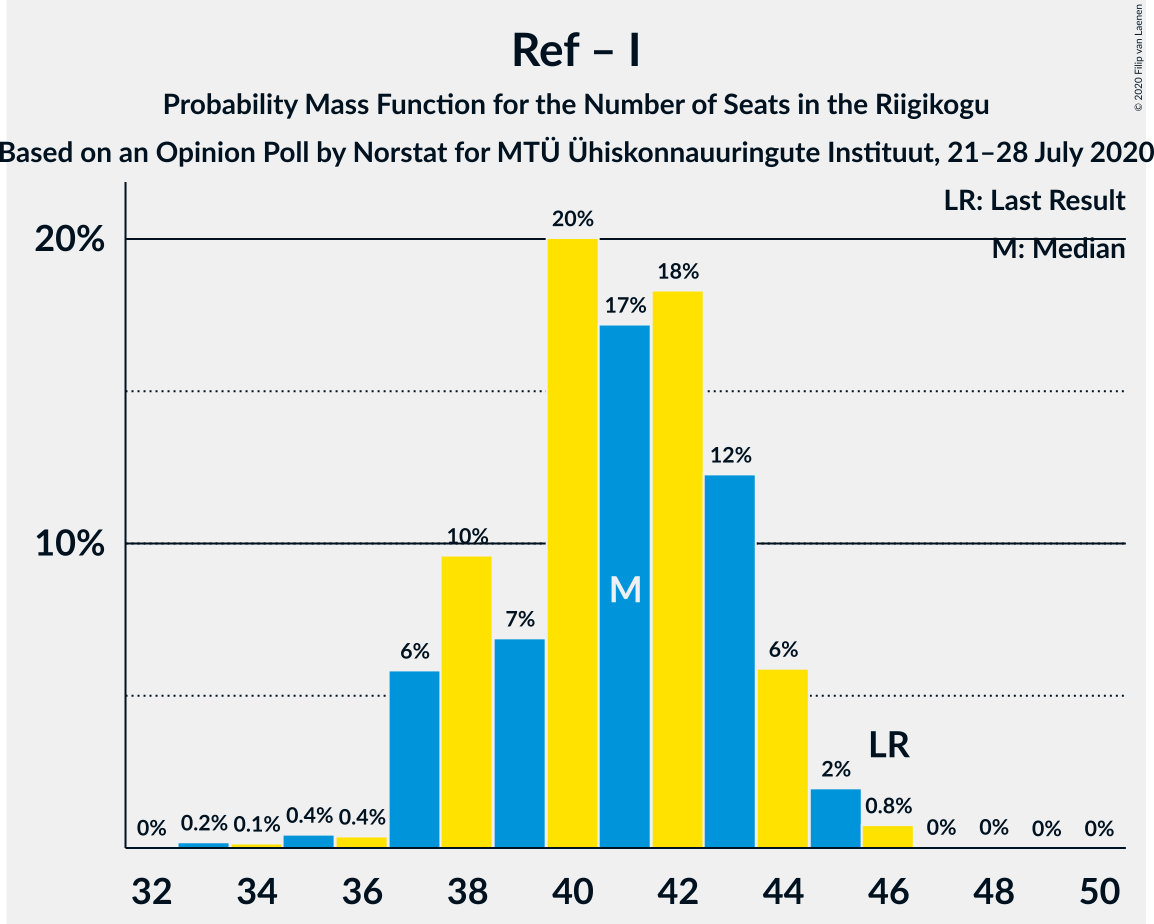 Ref – I
Probability Mass Function for the Number of Seats in the Riigikogu
Based on an Opinion Poll by Norstat for MTÜ Ühiskonnauuringute Instituut, 21–28 July 2020
© 2020 Filip van Laenen
LR: Last Result
M: Median
20%
10%
0%
0.2%
0.1%
0.4%
0.4%
6%
10%
7%
20%
17%
18%
12%
6%
2%
0.8%
0%
0%
0%
0%
M
LR
32 34 36 38 40 42 44 46 48 50